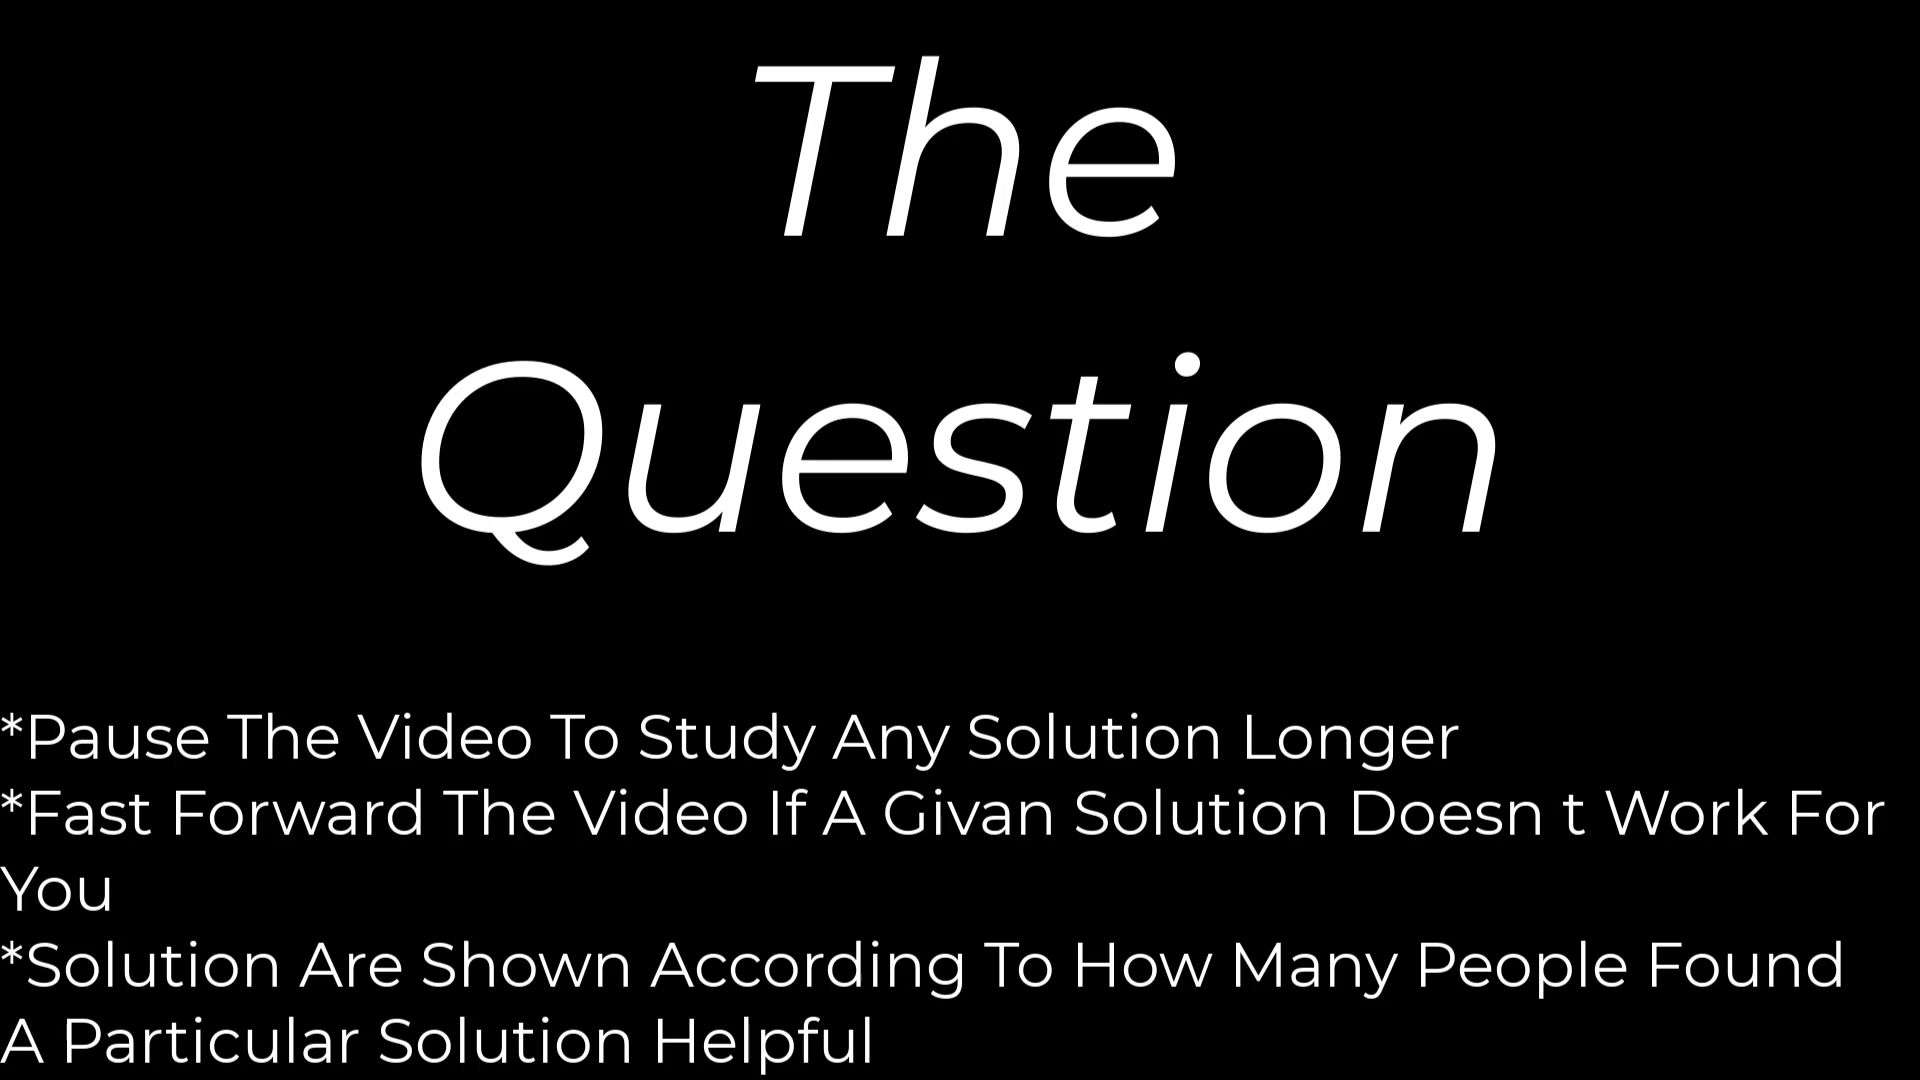 The
Question
*Pause The Video To Study Any Solution Longer
*Fast Forward The Video If A Givan Solution Doesn t Work For
You
*Solution Are Shown According To How Many People Found
A Particular Solution Helpful